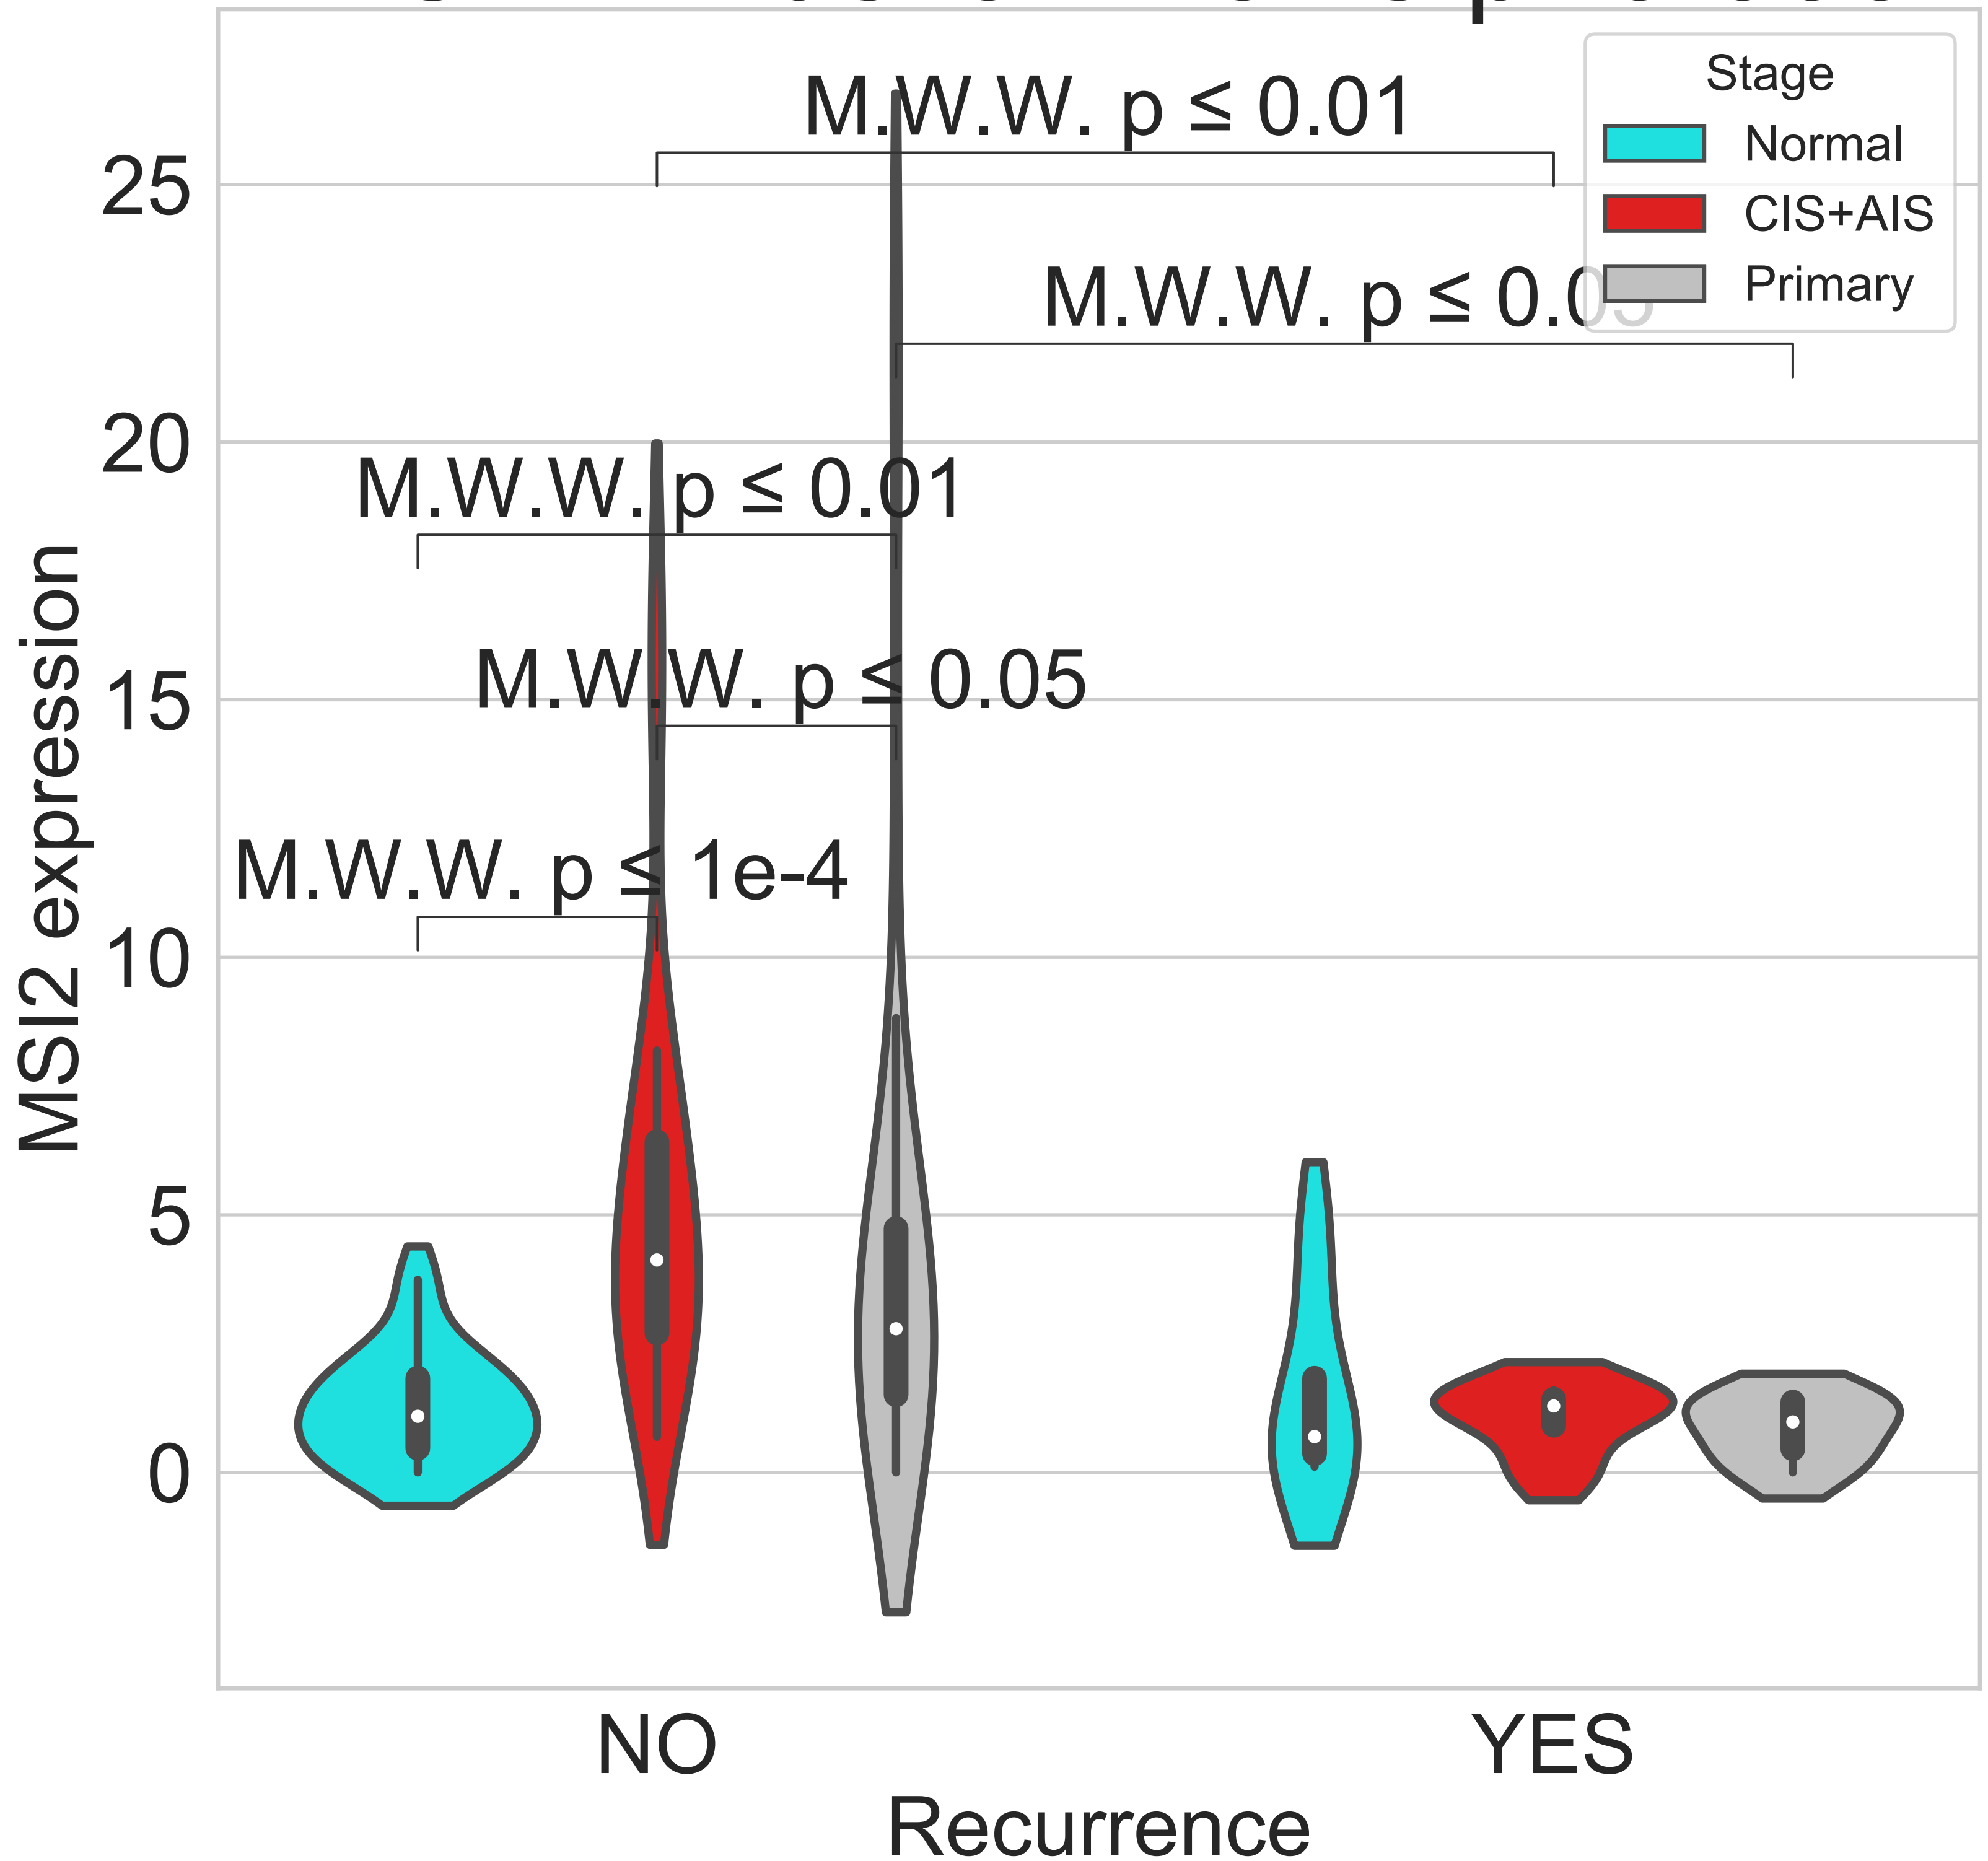 M.W.W. p ≤ 0.01
Stage
Normal
CIS+AIS
Primary
25
M.W.W. p ≤ 0.05
20
M.W.W. p ≤ 0.01
M.W.W. p ≤ 0.05
15
M.W.W. p ≤ 1e-4
10
5
0
MSI2 expression
NO
YES
Recurrence